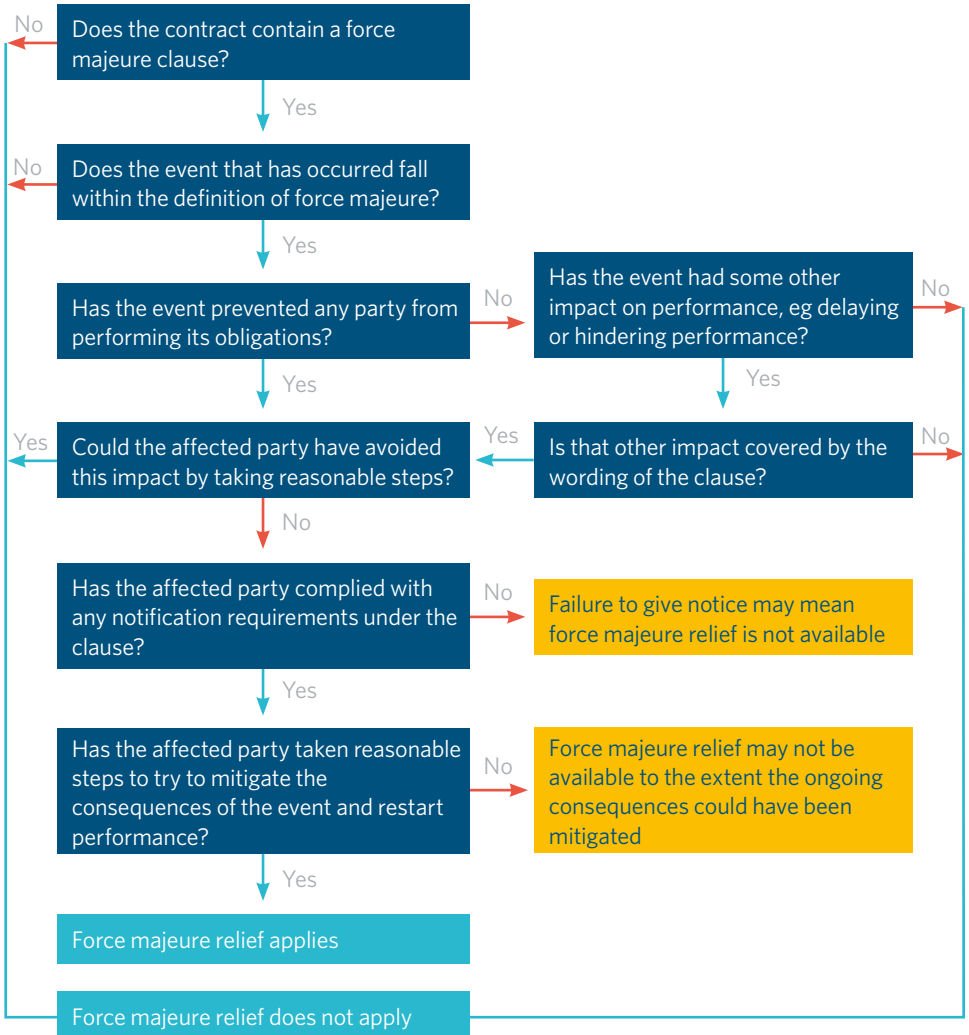 No
Does the contract contain a force
majeure clause?
Yes
No
Does the event that has occurred fall
within the definition of force majeure?
Yes
Has the event prevented any party from
performing its obligations?
No
Has the event had some other
impact on performance, eg delaying
or hindering performance?
No
Yes
Yes
Yes
Could the affected party have avoided
this impact by taking reasonable steps?
Yes
Is that other impact covered by the
wording of the clause?
No
No
Has the affected party complied with
any notification requirements under the
clause?
No
Failure to give notice may mean
force majeure relief is not available
Yes
Has the affected party taken reasonable
steps to try to mitigate the
consequences of the event and restart
performance?
No
Force majeure relief may not be
available to the extent the ongoing
consequences could have been
mitigated
Yes
Force majeure relief applies
Force majeure relief does not apply